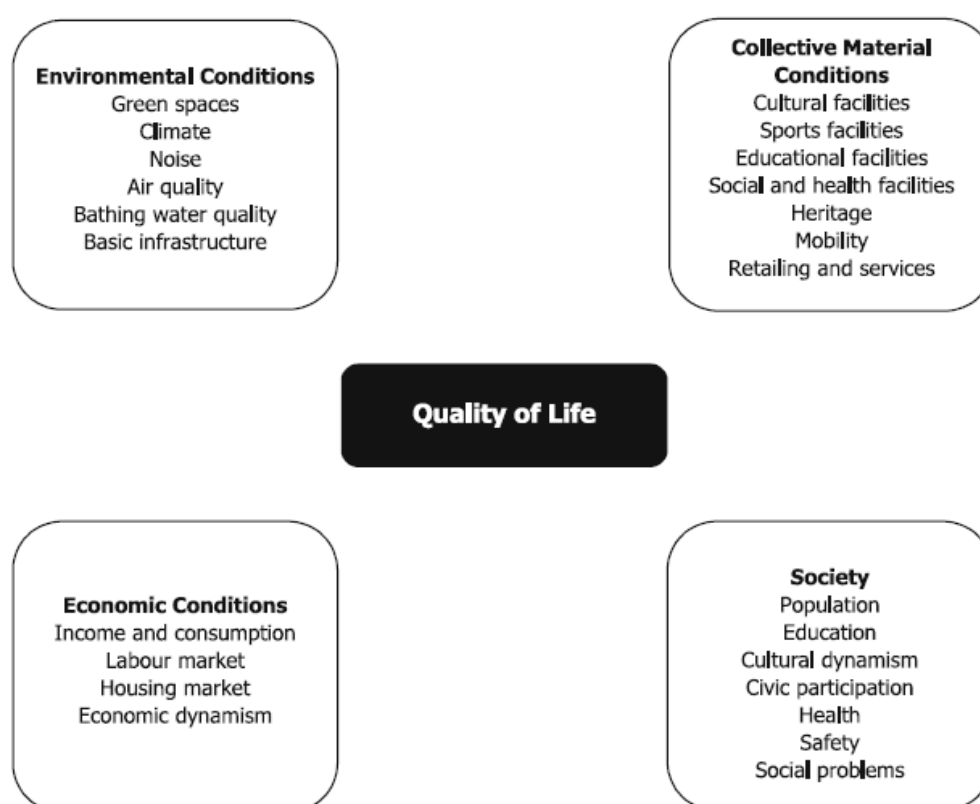 Environmental Conditions
Green spaces
Climate
Noise
Air quality
Bathing water quality
Basic infrastructure
Collective Material
Conditions
Cultural facilities
Sports facilities
Educational facilities
Social and health facilities
Heritage
Mobility
Retailing and services
Quality of Life
Economic Conditions
Income and consumption
Labour market
Housing market
Economic dynamism
Society
Population
Education
Cultural dynamism
Civic participation
Health
Safety
Social problems